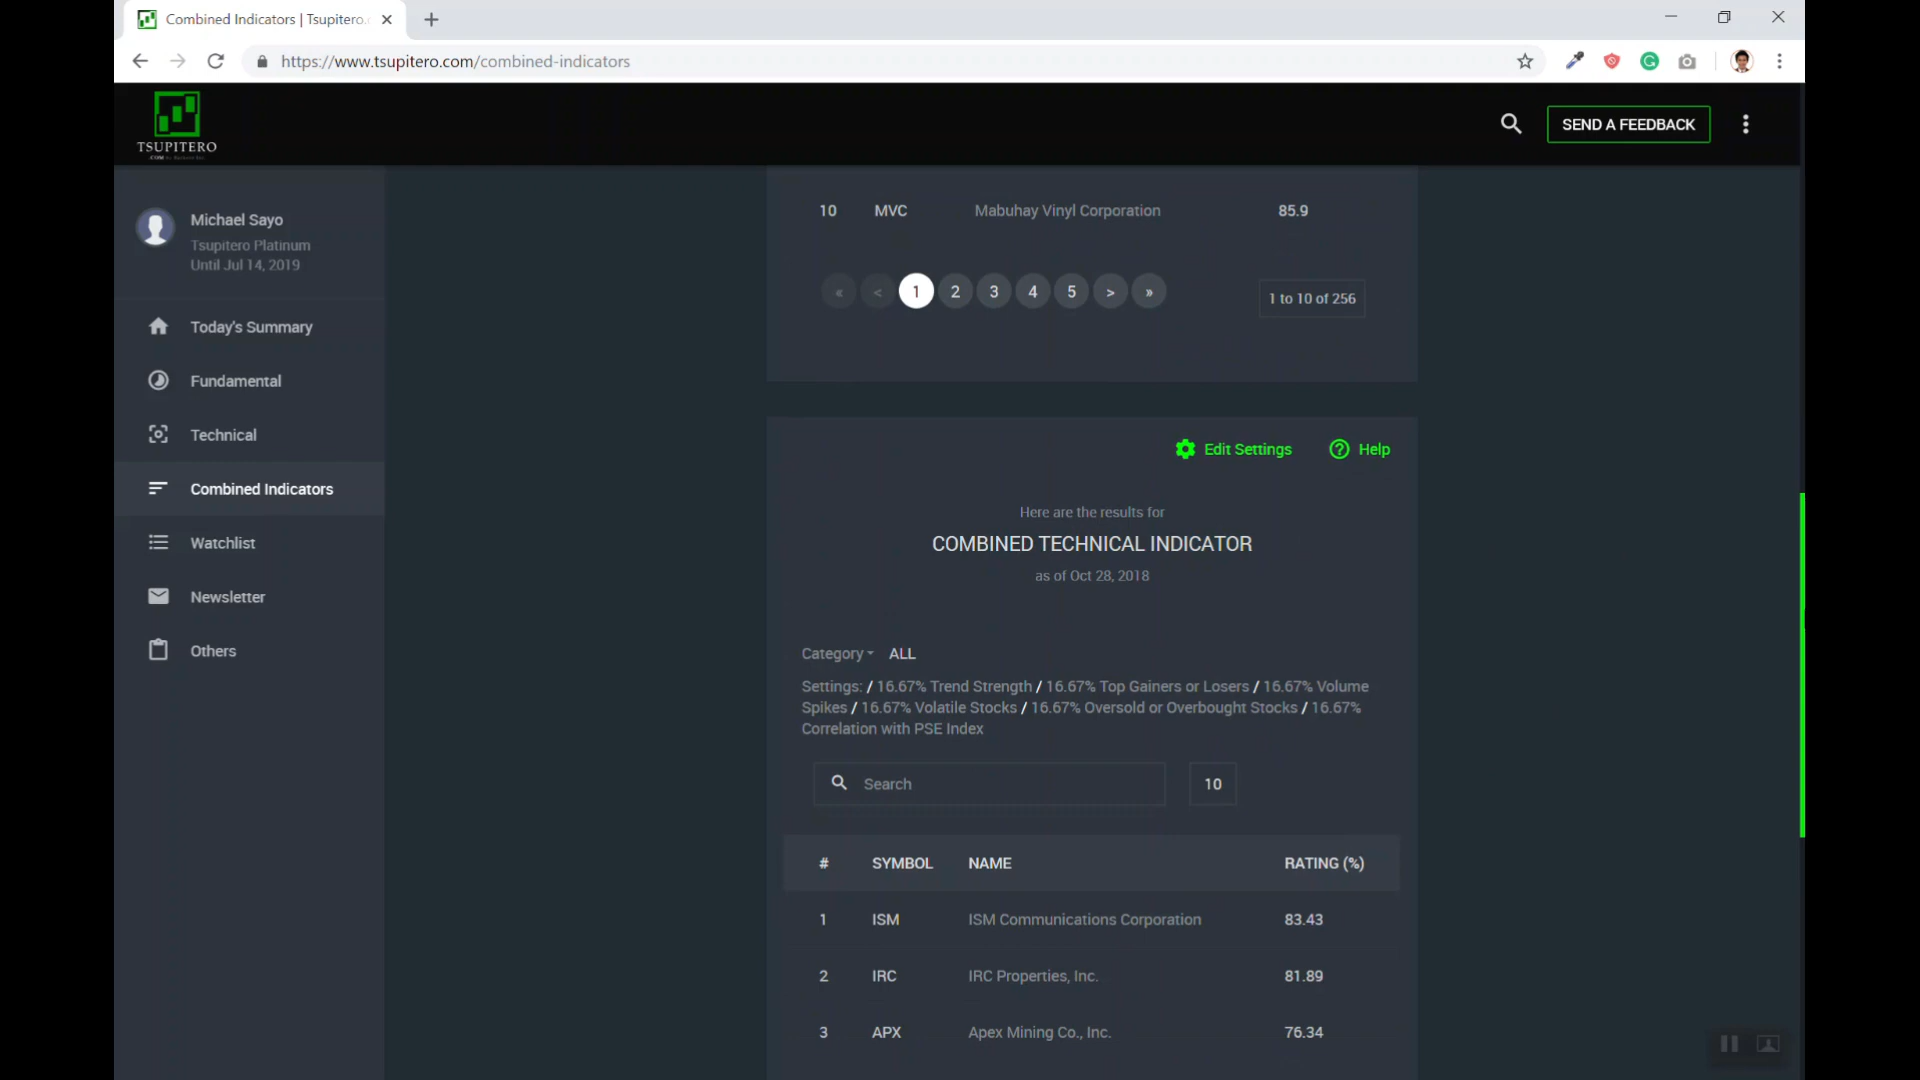 Combined Indicators | Tsupitero.
https://www.tsupitero.com/combined-indicators
TSUPITERO
SEND A FEEDBACK
Michael Sayo
Tsupitero Platinum
Until Jul 14, 2019
Today's Summary
Fundamental
Technical
Combined Indicators
Watchlist
Newsletter
Others
10 MVC Mabuhay Vinyl Corporation 85.9
« < 1 2 3 4 5 > »
1 to 10 of 256
Edit Settings Help
Here are the results for
COMBINED TECHNICAL INDICATOR
as of Oct 28, 2018
Category ALL
Settings: / 16.67% Trend Strength / 16.67% Top Gainers or Losers / 16.67% Volume
Spikes / 16.67% Volatile Stocks / 16.67% Oversold or Overbought Stocks / 16.67%
Correlation with PSE Index
Search 10
# SYMBOL NAME RATING (%)
1 ISM ISM Communications Corporation 83.43
2 IRC IRC Properties, Inc. 81.89
3 APX Apex Mining Co., Inc. 76.34